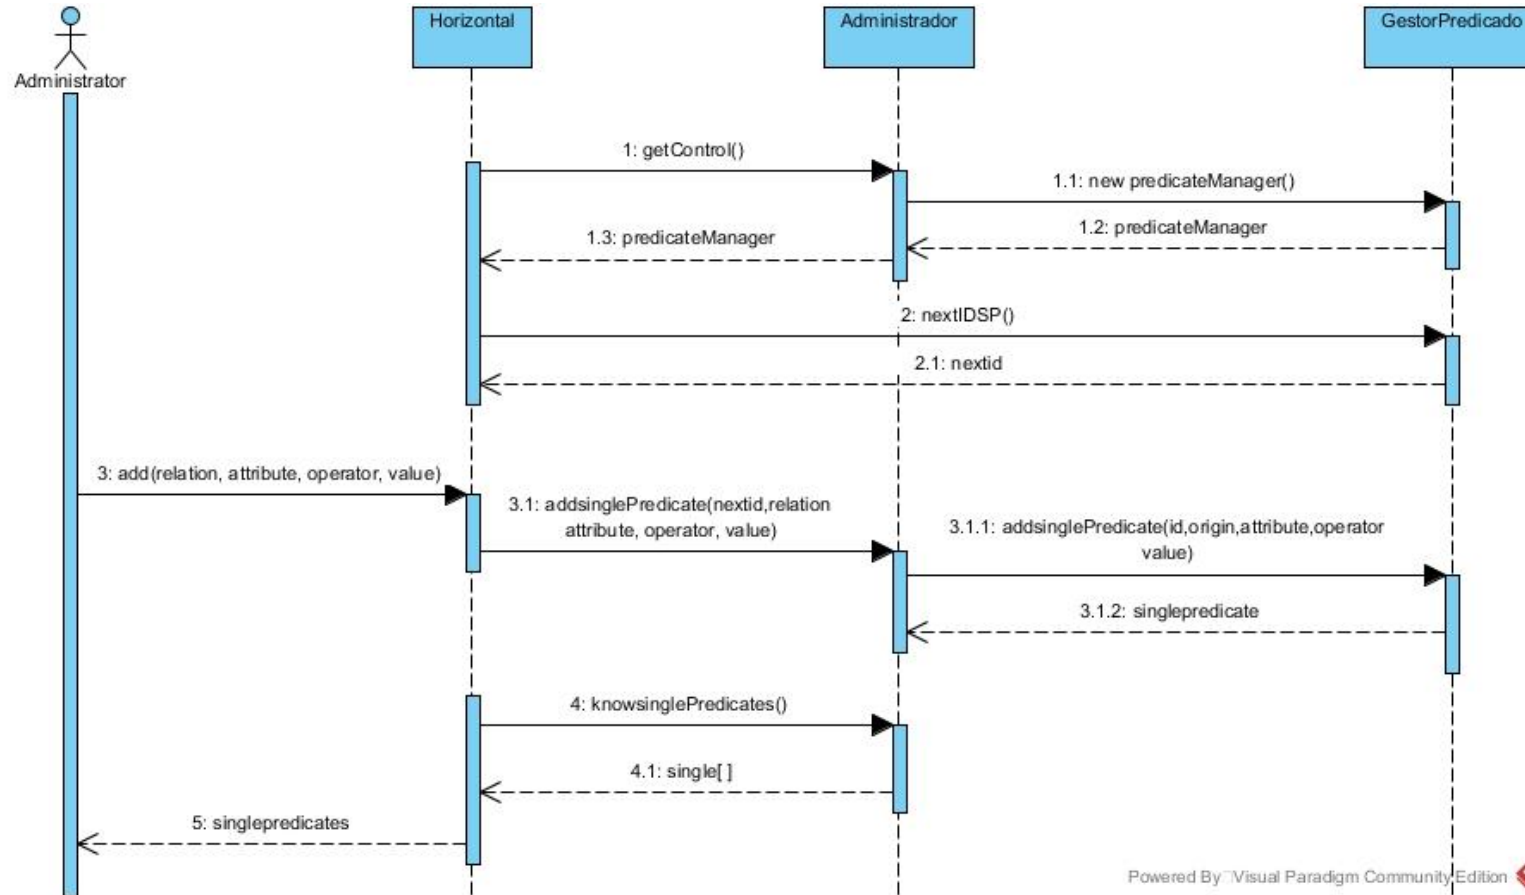 Horizontal
Administrador
GestorPredicado
Administrator
1: getControl()
1.1: new predicateManager()
1.2: predicateManager
1.3: predicateManager
2: nextIDSP()
2.1: nextid
3: add(relation, attribute, operator, value)
3.1: addsinglePredicate(nextid,relation
attribute, operator, value)
3.1.1: addsinglePredicate(id,origin,attribute,operator
value)
3.1.2: singlepredicate
4: knowsinglePredicates()
4.1: single[ ]
5: singlepredicates
Powered By Visual Paradigm Community Edition